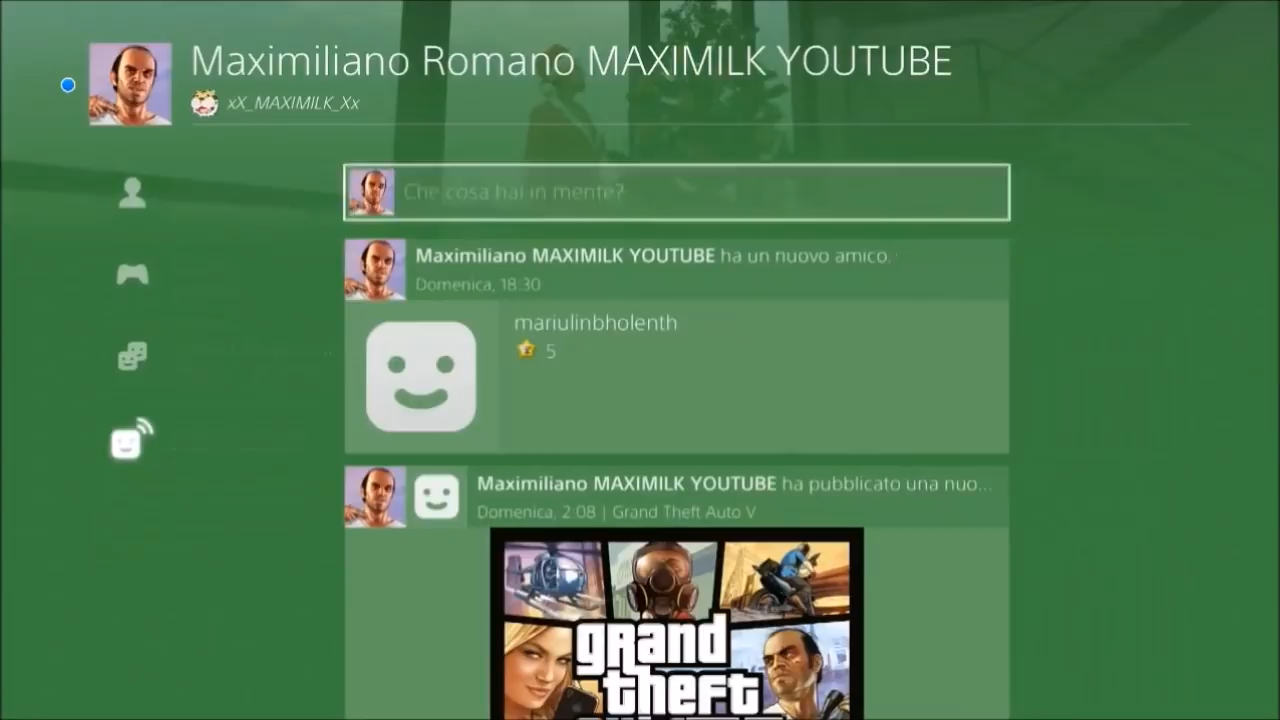 Maximiliano Romano MAXIMILK YOUTUBE
xX_MAXIMILK_Xx
Che cosa hai in mente?
Maximiliano MAXIMILK YOUTUBE ha un nuovo amico.
Domenica, 18:30
mariulinbholenth
5
Maximiliano MAXIMILK YOUTUBE ha pubblicato una nuo...
Domenica, 2:08 | Grand Theft Auto V
grand
theft